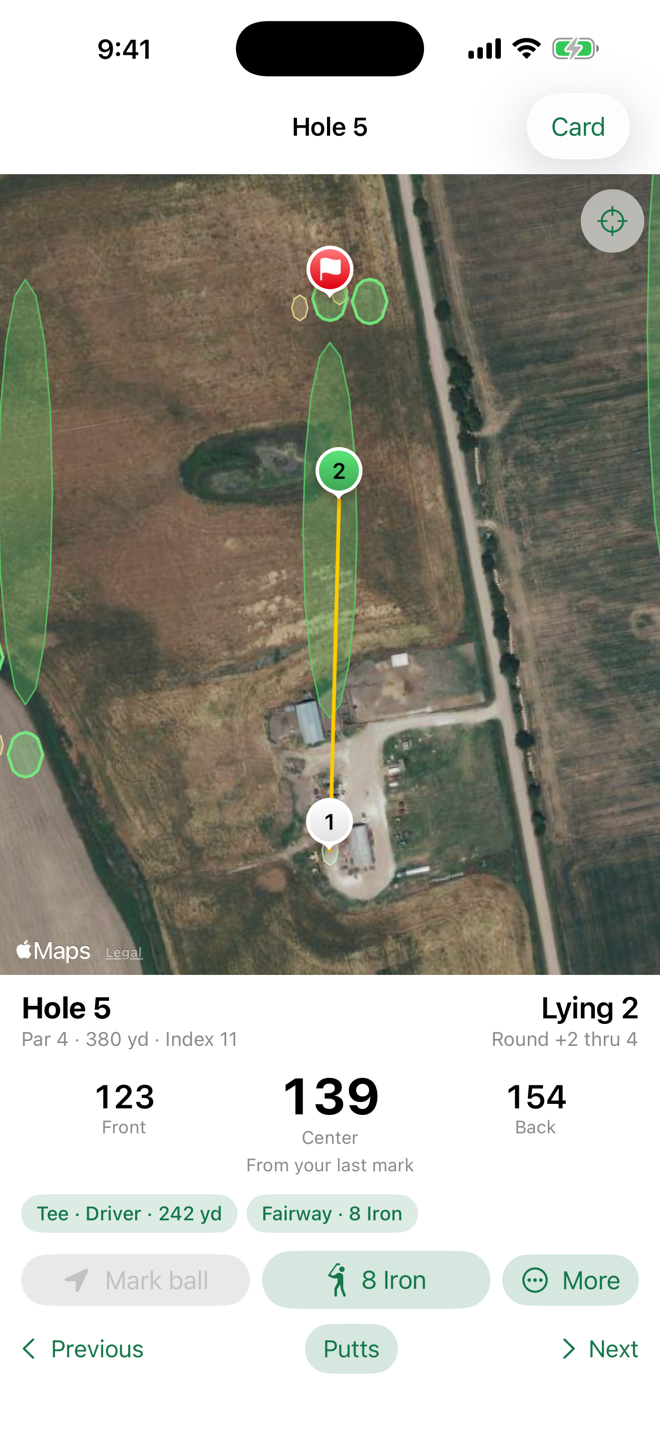 9:41
Hole 5
Card
2
1
Maps Legal
Hole 5
Lying 2
Par 4 · 380 yd · Index 11
Round +2 thru 4
123
139
154
Front
Center
Back
From your last mark
Tee · Driver · 242 yd
Fairway · 8 Iron
Mark ball
8 Iron
More
Previous
Putts
Next